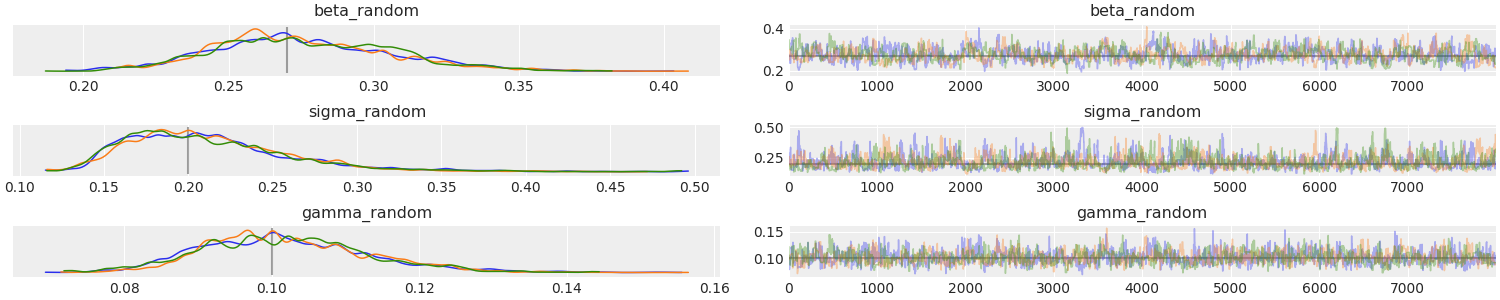 beta_random beta_random
0.4
0.2
0.20 0.25 0.30 0.35 0.40 0 1000 2000 3000 4000 5000 6000 7000
sigma_random sigma_random
0.50
0.25
0.10 0.15 0.20 0.25 0.30 0.35 0.40 0.45 0.50 0 1000 2000 3000 4000 5000 6000 7000
gamma_random gamma_random
0.15
0.10
0.08 0.10 0.12 0.14 0.16 0 1000 2000 3000 4000 5000 6000 7000